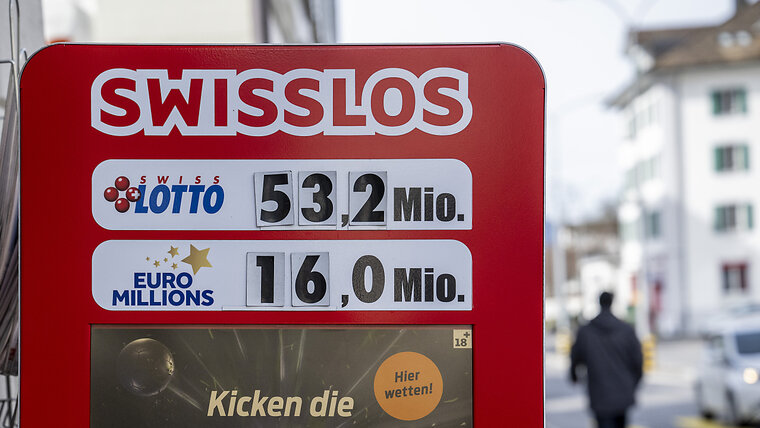 SWISSLOS
SWISS
LOTTO
53,2 Mio.
EURO
MILLIONS
16,0 Mio.
18+
Hier
wetten!
Kicken die